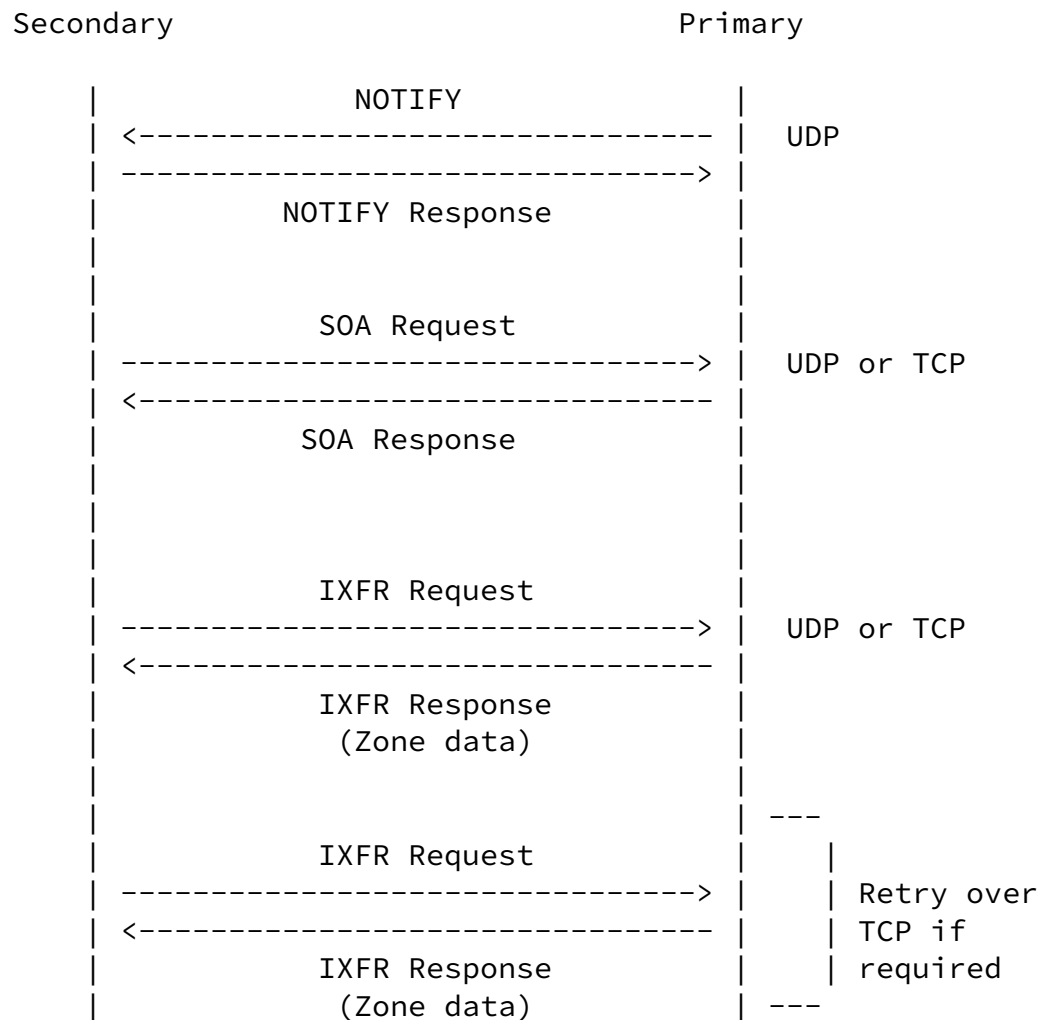 Secondary                            Primary

    |              NOTIFY               |
    | <-------------------------------- |  UDP
    | --------------------------------> |
    |          NOTIFY Response          |
    |                                   |
    |                                   |
    |            SOA Request            |
    | --------------------------------> |  UDP or TCP
    | <-------------------------------- |
    |           SOA Response            |
    |                                   |
    |                                   |
    |                                   |
    |            IXFR Request           |
    | --------------------------------> |  UDP or TCP
    | <-------------------------------- |
    |            IXFR Response          |
    |             (Zone data)           |
    |                                   |
    |                                   | ---
    |            IXFR Request           |    |
    | --------------------------------> |    | Retry over
    | <-------------------------------- |    | TCP if
    |            IXFR Response          |    | required
    |             (Zone data)           | ---